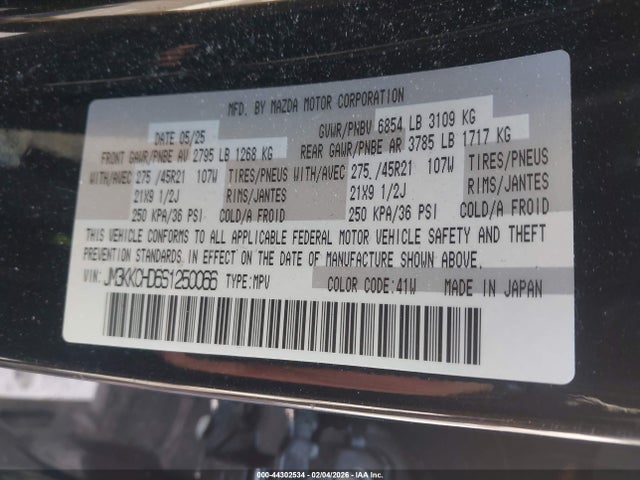 MFD. BY MAZDA MOTOR CORPORATION
DATE 05/25 GVWR/PNBV 6854 LB 3109 KG
FRONT GAWR/PNBE AV 2795 LB 1268 KG REAR GAWR/PNBE AR 3785 LB 1717 KG
WITH/AVEC 275 /45R21 107W TIRES/PNEUS WITH/AVEC 275 /45R21 107W TIRES/PNEUS
21X9 1/2J RIMS/JANTES 21X9 1/2J RIMS/JANTES
250 KPA/36 PSI COLD/A FROID 250 KPA/36 PSI COLD/A FROID
THIS VEHICLE CONFORMS TO ALL APPLICABLE FEDERAL MOTOR VEHICLE SAFETY AND THEFT
PREVENTION STANDARDS IN EFFECT ON THE DATE OF MANUFACTURE SHOWN ABOVE.
VIN: JM3KKCHD6S1250066 TYPE:MPV COLOR CODE:41W MADE IN JAPAN
000-44302534 - 02/04/2026 - IAA Inc.